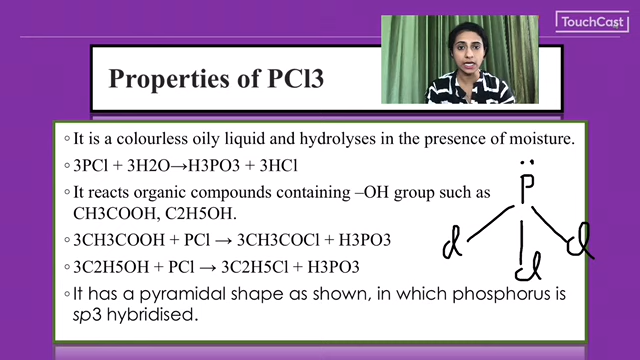 TouchCast
Properties of PCl3
It is a colourless oily liquid and hydrolyses in the presence of moisture.
3PCl + 3H2O→H3PO3 + 3HCl
It reacts organic compounds containing –OH group such as
CH3COOH, C2H5OH.
3CH3COOH + PCl → 3CH3COCl + H3PO3
3C2H5OH + PCl → 3C2H5Cl + H3PO3
It has a pyramidal shape as shown, in which phosphorus is
sp3 hybridised.
P
Cl
Cl
Cl